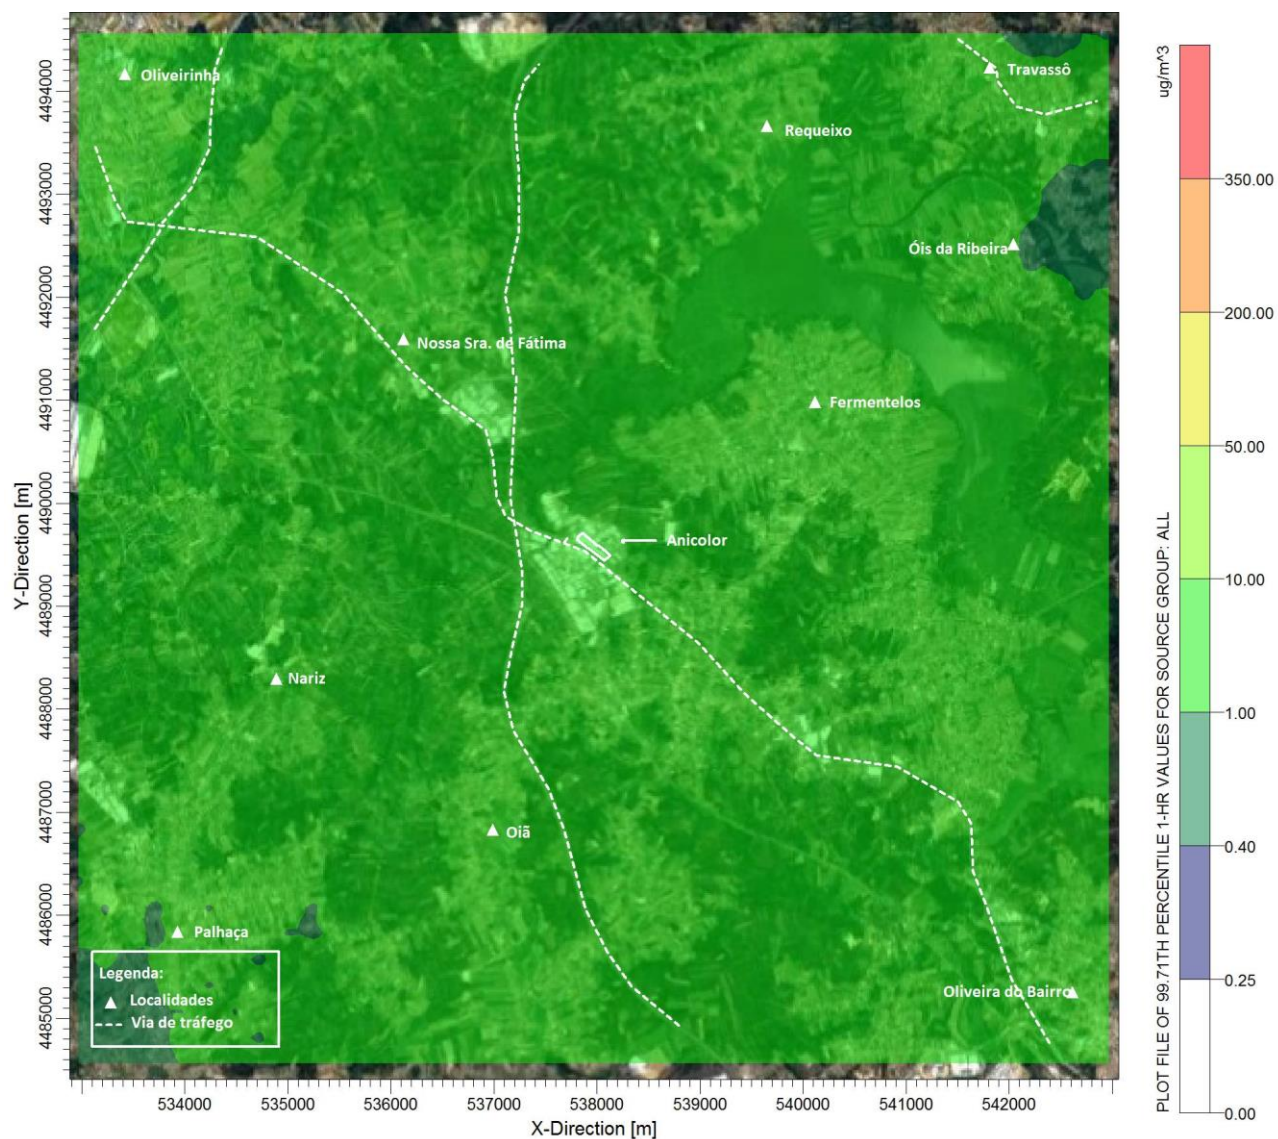 Oliveirinha
Travassô
Requeixo
Óis da Ribeira
Nossa Sra. de Fátima
Fermentelos
Anicolor
Nariz
Oiã
Palhaça
Oliveira do Bairro
Legenda:
Localidades
Via de tráfego
Y-Direction [m]
4494000
4493000
4492000
4491000
4490000
4489000
4488000
4487000
4486000
4485000
534000
535000
536000
537000
538000
539000
540000
541000
542000
X-Direction [m]
ug/m^3
350.00
200.00
50.00
10.00
1.00
0.40
0.25
0.00
PLOT FILE OF 99.71TH PERCENTILE 1-HR VALUES FOR SOURCE GROUP: ALL